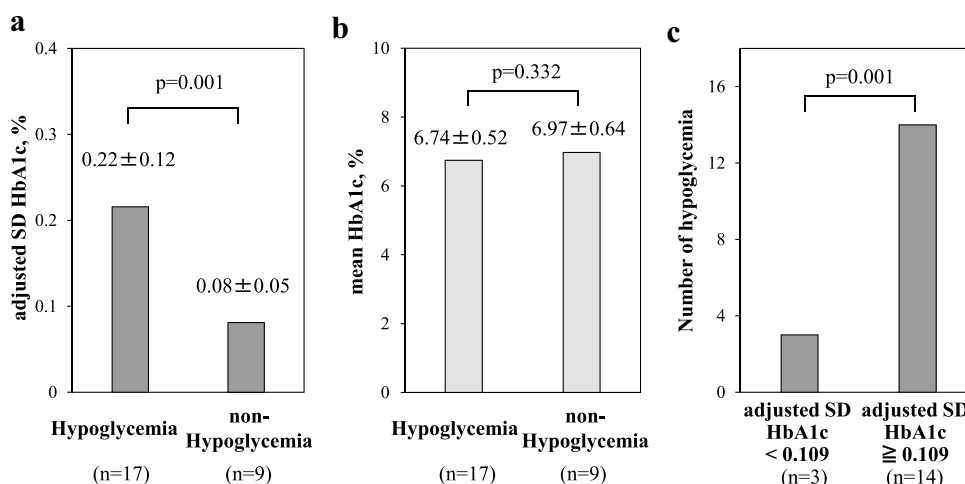 a
adjusted SD HbA1c, %
0.4
0.3
0.2
0.1
0
p=0.001
0.22±0.12
0.08±0.05
Hypoglycemia
(n=17)
non-
Hypoglycemia
(n=9)
b
mean HbA1c, %
10
8
6
4
2
0
p=0.332
6.74±0.52
6.97±0.64
Hypoglycemia
(n=17)
non-
Hypoglycemia
(n=9)
c
Number of hypoglycemia
16
12
8
4
0
p=0.001
adjusted SD
HbA1c
< 0.109
(n=3)
adjusted SD
HbA1c
≧ 0.109
(n=14)